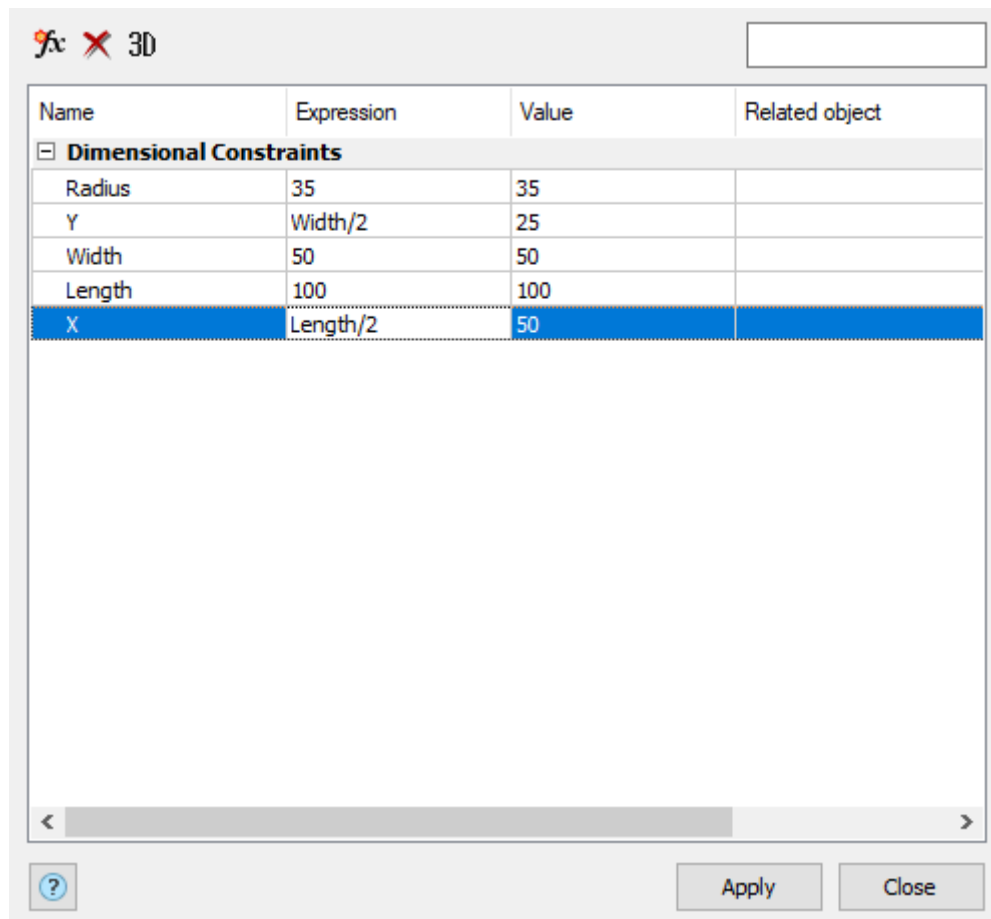 fx 3D
Name Expression Value Related object
Dimensional Constraints
Radius 35 35
Y Width/2 25
Width 50 50
Length 100 100
X Length/2 50
?
Apply Close